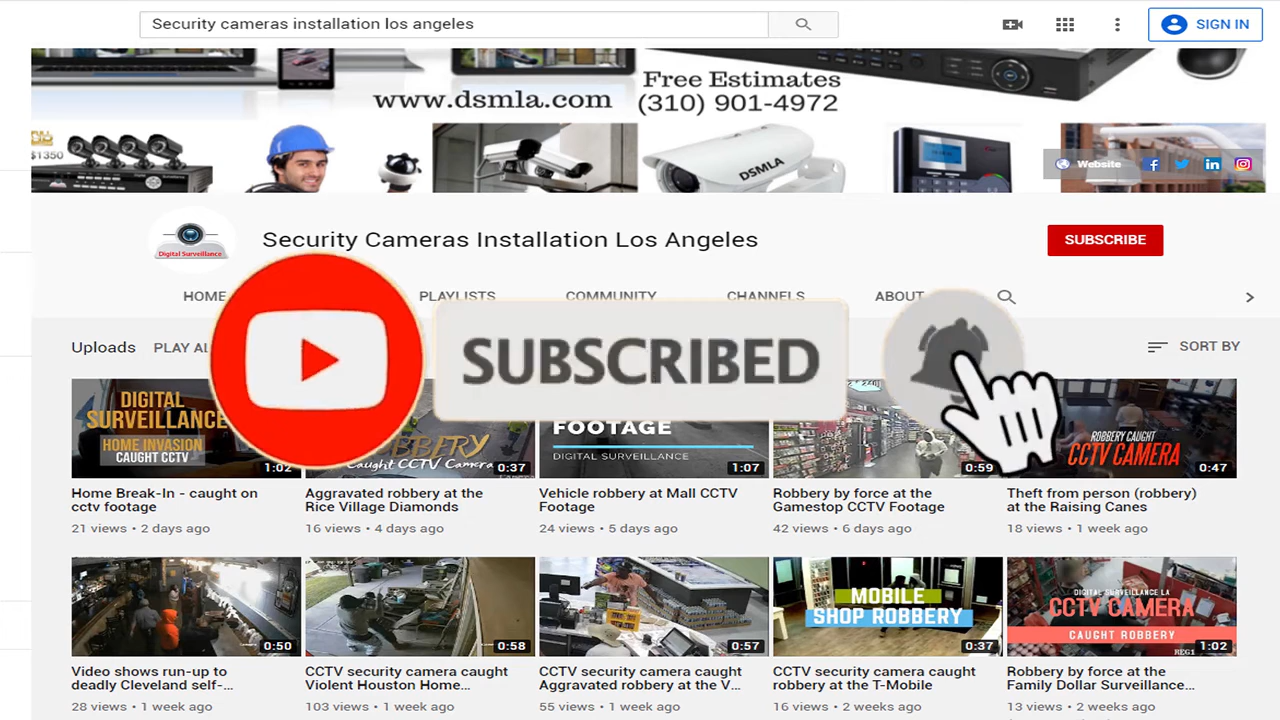 Security cameras installation los angeles
SIGN IN
www.dsmla.com
Free Estimates
(310) 901-4972
$1350
DSMLA
Website
Digital Surveillance
Security Cameras Installation Los Angeles
SUBSCRIBE
HOME
PLAYLISTS
COMMUNITY
CHANNELS
ABOUT
Uploads
PLAY AL
SUBSCRIBED
SORT BY
DIGITAL
SURVEILLANCE
HOME INVASION
CAUGHT CCTV
1:02
ROBBERY
Caught CCTV Camera
0:37
FOOTAGE
DIGITAL SURVEILLANCE
1:07
0:59
ROBBERY CAUGHT
CCTV CAMERA
0:47
Home Break-In - caught on
cctv footage
21 views • 2 days ago
Aggravated robbery at the
Rice Village Diamonds
16 views • 4 days ago
Vehicle robbery at Mall CCTV
Footage
24 views • 5 days ago
Robbery by force at the
Gamestop CCTV Footage
42 views • 6 days ago
Theft from person (robbery)
at the Raising Canes
18 views • 1 week ago
0:50
0:58
0:57
MOBILE
SHOP ROBBERY
0:37
DIGITAL SURVEILLANCE LA
CCTV CAMERA
CAUGHT ROBBERY
REG1
1:02
Video shows run-up to
deadly Cleveland self-...
28 views • 1 week ago
CCTV security camera caught
Violent Houston Home...
103 views • 1 week ago
CCTV security camera caught
Aggravated robbery at the V...
55 views • 1 week ago
CCTV security camera caught
robbery at the T-Mobile
16 views • 2 weeks ago
Robbery by force at the
Family Dollar Surveillance...
13 views • 2 weeks ago